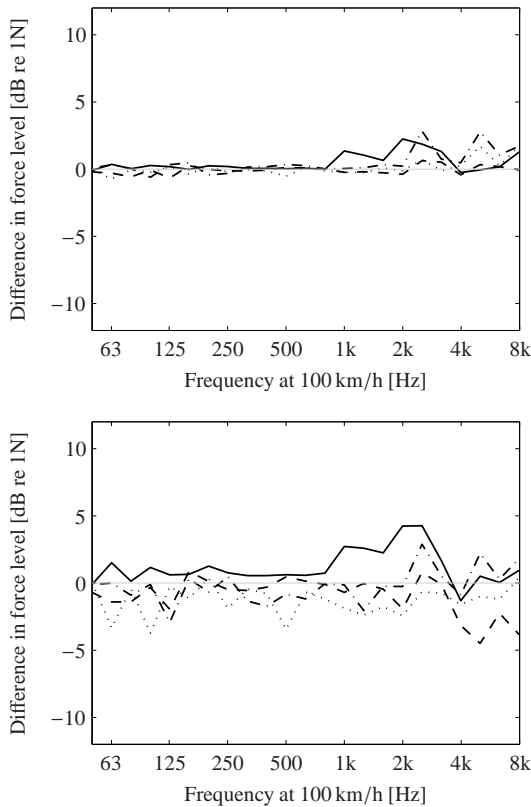 Difference in force level [dB re 1N]
10
5
0
−5
−10
63 125 250 500 1k 2k 4k 8k
Frequency at 100 km/h [Hz]
Difference in force level [dB re 1N]
10
5
0
−5
−10
63 125 250 500 1k 2k 4k 8k
Frequency at 100 km/h [Hz]